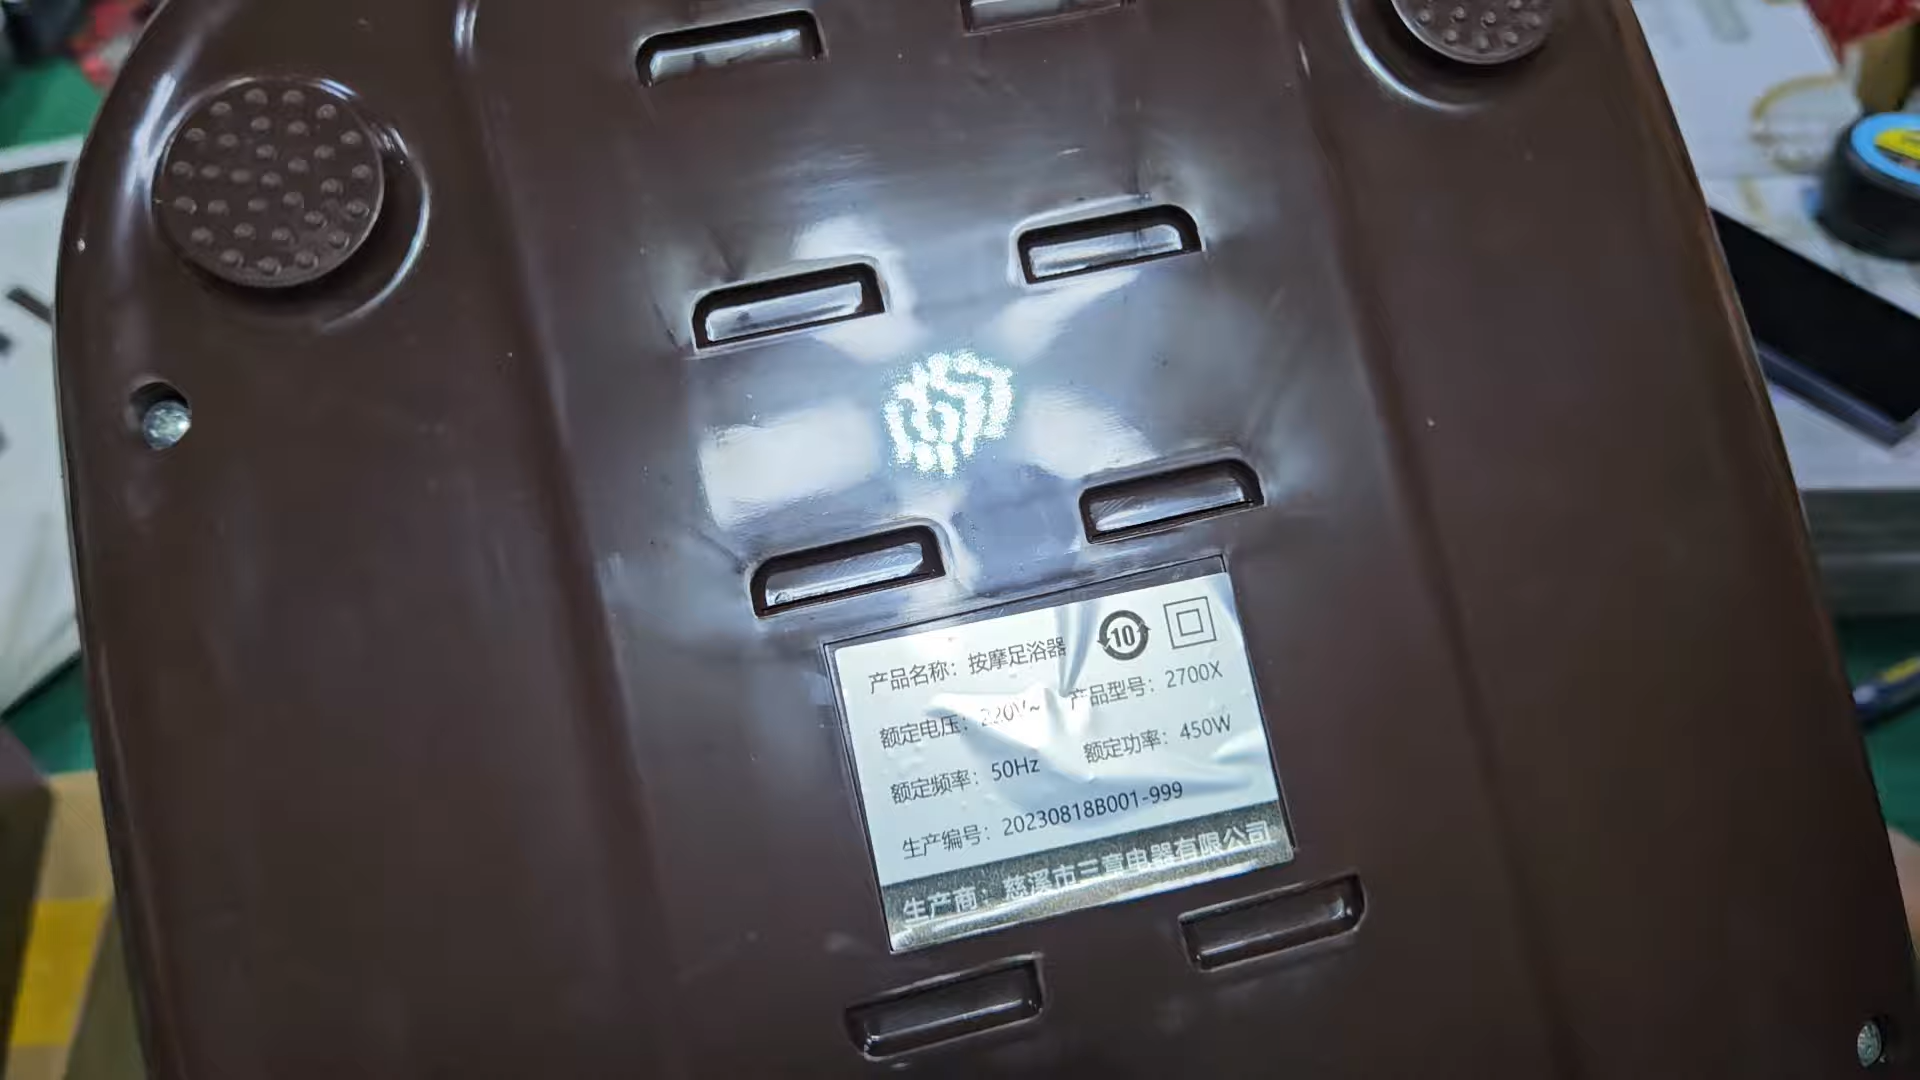 产品名称：按摩足浴器 10
额定电压：220V~ 产品型号：2700X
额定频率：50Hz 额定功率：450W
生产编号：20230818B001-999
生产商：慈溪市三意电器有限公司